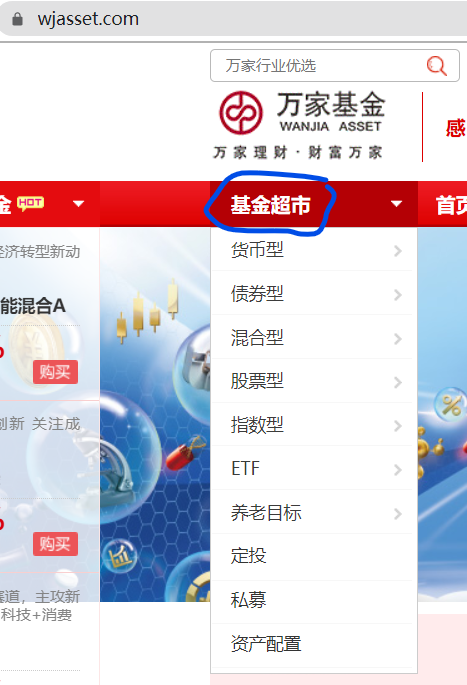 wjasset.com
万家行业优选
万家基金
WANJIA ASSET
万家理财·财富万家
感
金 HOT
基金超市
首页
经济转型新动
能混合A
购买
创新 关注成
购买
赛道,主攻新
科技+消费
货币型
债券型
混合型
股票型
指数型
ETF
养老目标
定投
私募
资产配置